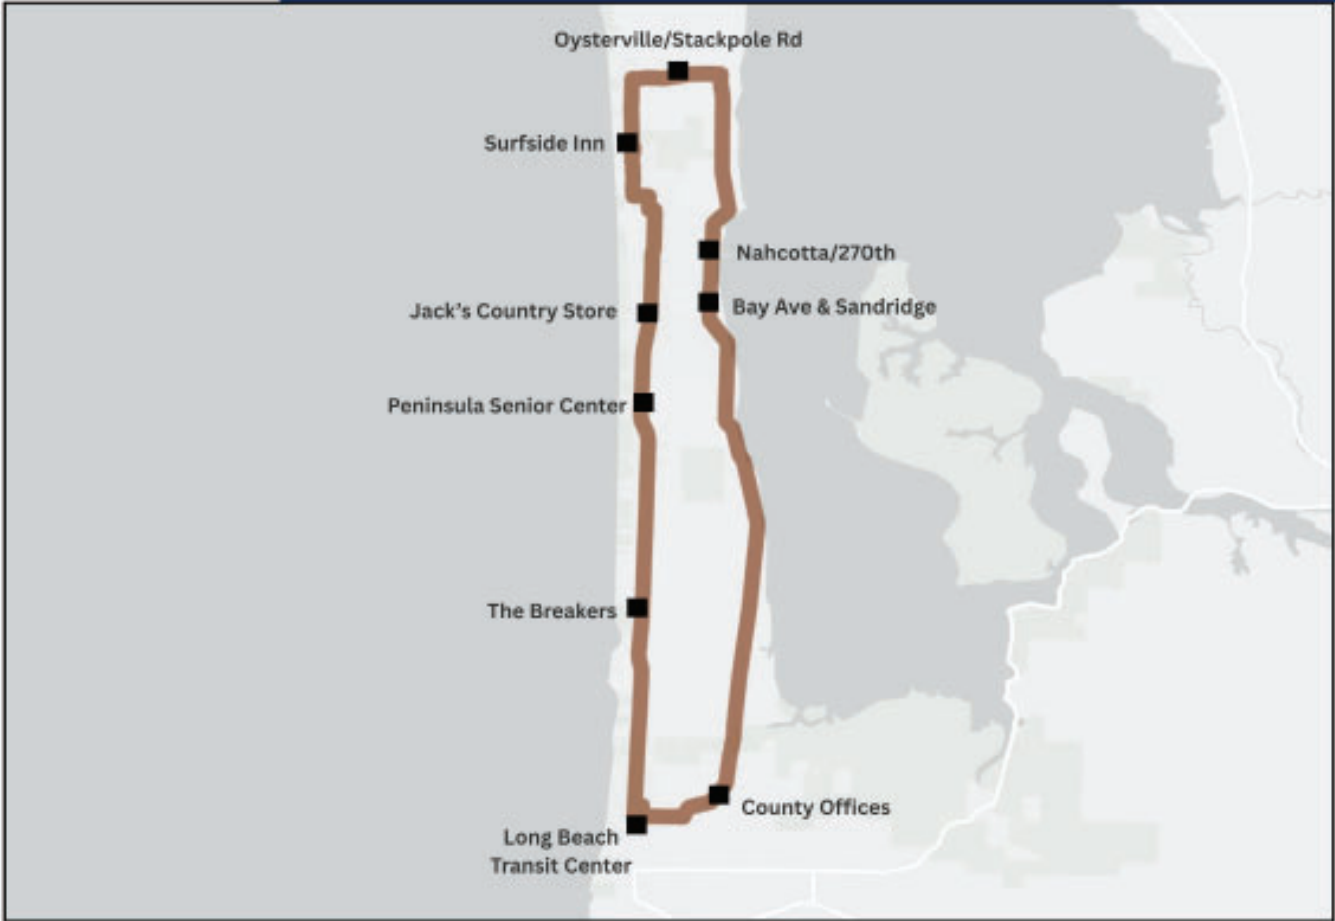 Oysterville/Stackpole Rd
Surfside Inn
Nahcotta/270th
Bay Ave & Sandridge
Jack's Country Store
Peninsula Senior Center
The Breakers
County Offices
Long Beach
Transit Center